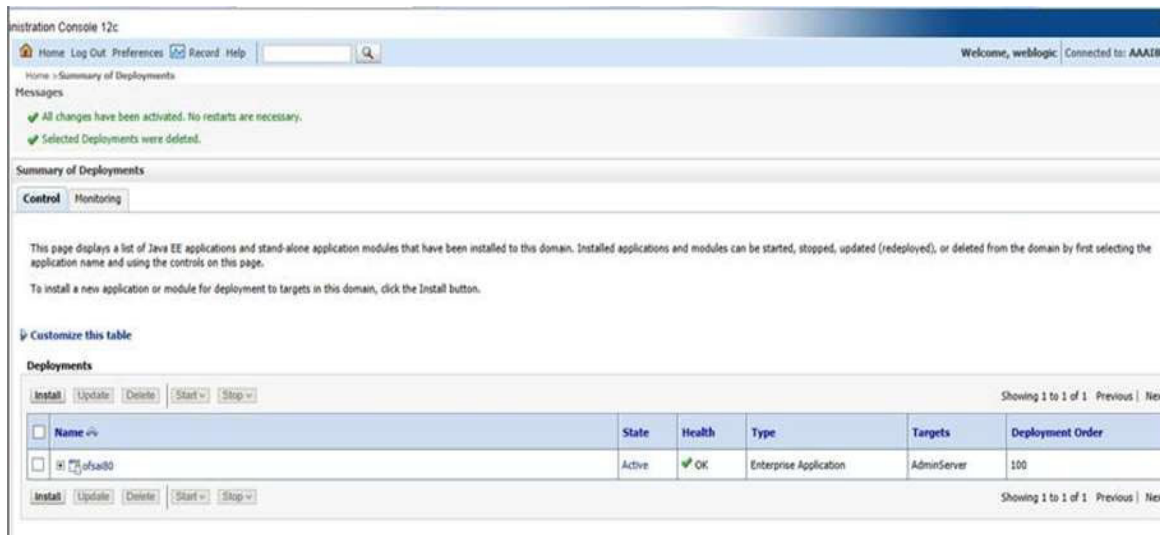 inistration Console 12c
Home Log Out Preferences Record Help
Welcome, weblogic Connected to:
Home >Summary of Deployments
Messages
All changes have been activated. No restarts are necessary.
Selected Deployments were deleted.
Summary of Deployments
Control Monitoring
This page displays a list of Java EE applications and stand-alone application modules that have been installed to this domain. Installed applications and modules can be started, stopped, updated (redeployed), or deleted from the domain by first selecting the
application name and using the controls on this page.
To install a new application or module for deployment to targets in this domain, click the Install button.
Customize this table
Deployments
Install Update Delete Start Stop
Showing 1 to 1 of 1 Previous | Nex
Name State Health Type Targets Deployment Order
ofsai80 Active OK Enterprise Application AdminServer 100
Install Update Delete Start Stop
Showing 1 to 1 of 1 Previous | Nex